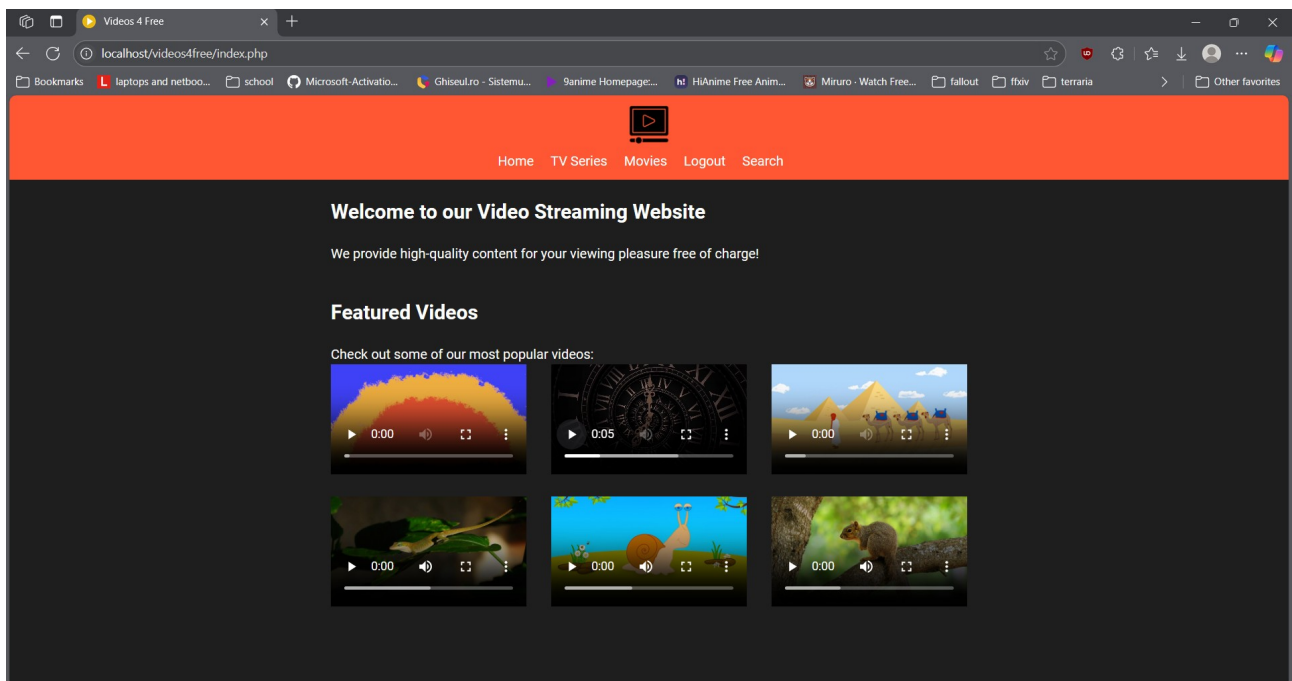 Videos 4 Free
localhost/videos4free/index.php
Bookmarks L laptops and netboo... school Microsoft-Activatio... Ghiseul.ro - Sistemu... 9anime Homepage:... h! HiAnime Free Anim... Miruro - Watch Free... fallout ffxiv terraria Other favorites
Home TV Series Movies Logout Search
Welcome to our Video Streaming Website
We provide high-quality content for your viewing pleasure free of charge!
Featured Videos
Check out some of our most popular videos:
0:00 0:05 0:00
0:00 0:00 0:00